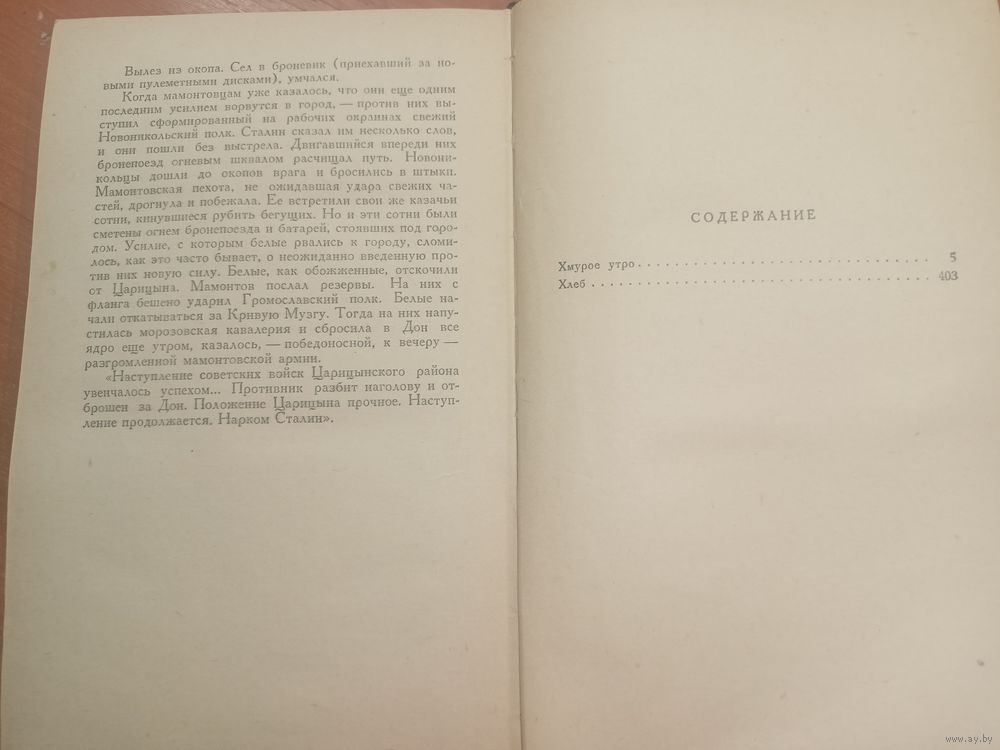 Вылез из окопа. Сел в броневик (приехавший за но-
выми пулеметными дисками), умчался.
Когда мамонтовцам уже казалось, что они еще одним
последним усилием ворвутся в город, — против них вы-
ступил сформированный на рабочих окраинах свежий
Новоникольский полк. Сталин сказал им несколько слов,
и они пошли без выстрела. Двигавшийся впереди них
бронепоезд огневым шквалом расчищал путь. Новони-
кольцы дошли до окопов врага и бросились в штыки.
Мамонтовская пехота, не ожидавшая удара свежих ча-
стей, дрогнула и побежала. Ее встретили свои же казачьи
сотни, кинувшиеся рубить бегущих. Но и эти сотни были
сметены огнем бронепоезда и батарей, стоявших под горо-
дом. Усилие, с которым белые рвались к городу, сломи-
лось, как это часто бывает, о неожиданно введенную про-
тив них новую силу. Белые, как обожженные, отскочили
от Царицына. Мамонтов послал резервы. На них с
фланга бешено ударил Громославский полк. Белые на-
чали откатываться за Кривую Музгу. Тогда на них напу-
стилась морозовская кавалерия и сбросила в Дон все
ядро еще утром, казалось, — победоносной, к вечеру —
разгромленной мамонтовской армии.
«Наступление советских войск Царицынского района
увенчалось успехом... Противник разбит наголову и от-
брошен за Дон. Положение Царицына прочное. Наступ-
ление продолжается. Нарком Сталин».
СОДЕРЖАНИЕ
Хмурое утро . . . . . . . . . . . . . . . . . . . . . . . . . . . . . . 5
Хлеб . . . . . . . . . . . . . . . . . . . . . . . . . . . . . . . . . . 403
www.ay.by